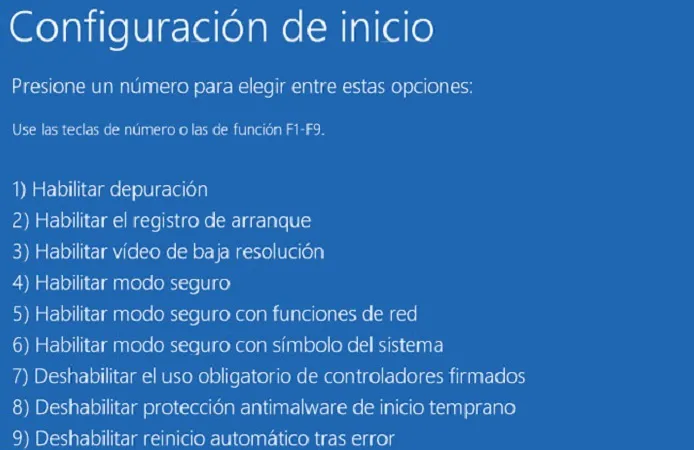 Configuración de inicio
Presione un número para elegir entre estas opciones:
Use las teclas de número o las de función F1-F9.
1) Habilitar depuración
2) Habilitar el registro de arranque
3) Habilitar vídeo de baja resolución
4) Habilitar modo seguro
5) Habilitar modo seguro con funciones de red
6) Habilitar modo seguro con símbolo del sistema
7) Deshabilitar el uso obligatorio de controladores firmados
8) Deshabilitar protección antimalware de inicio temprano
9) Deshabilitar reinicio automático tras error